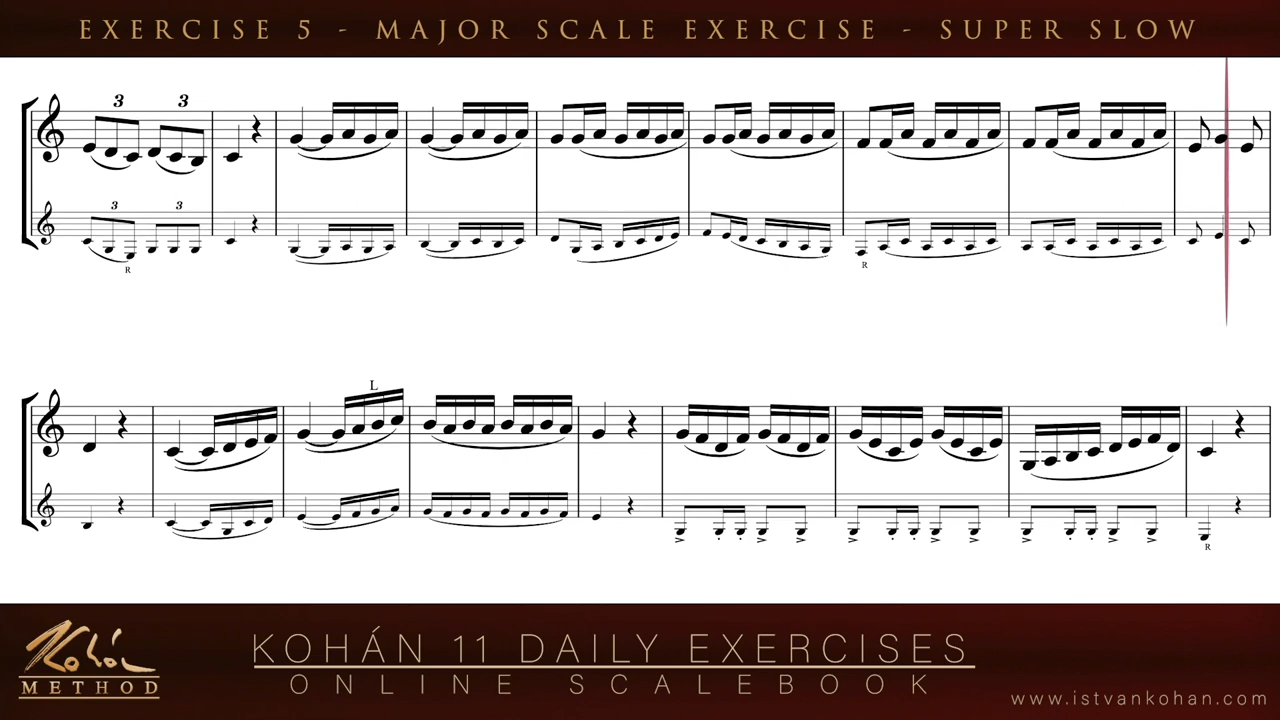 EXERCISE 5 - MAJOR SCALE EXERCISE - SUPER SLOW
3 3
3 3
R
R
L
R
Kohán
METHOD
KOHÁN 11 DAILY EXERCISES
ONLINE SCALEBOOK
www.istvankohan.com